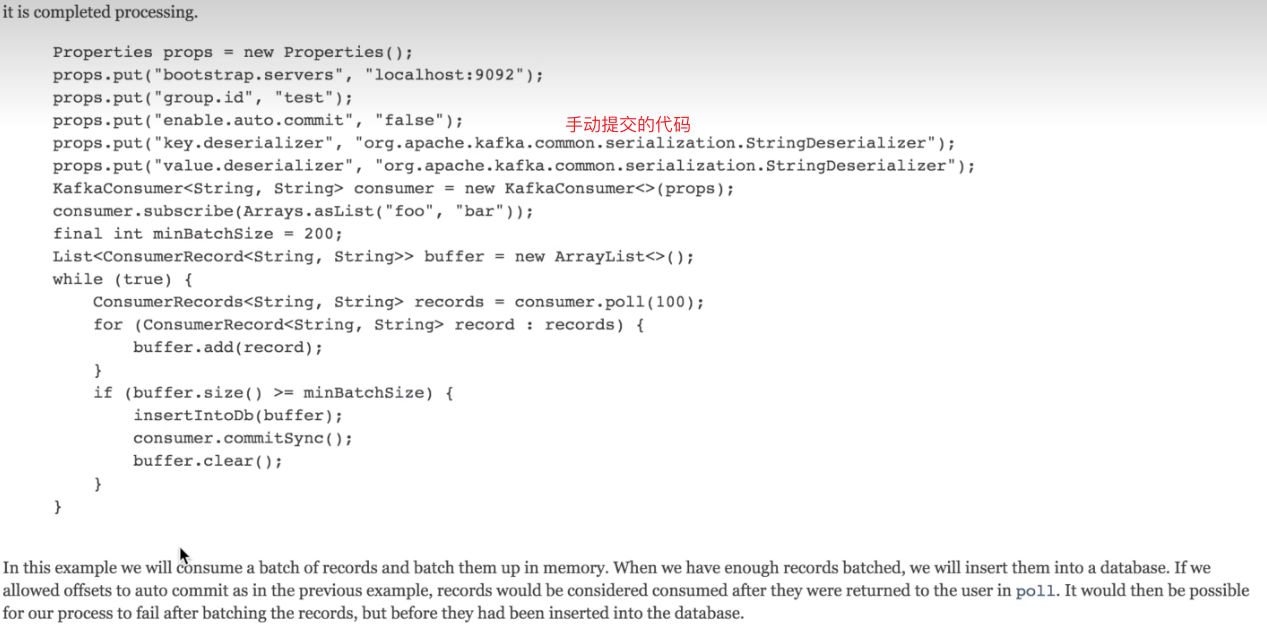 it is completed processing.
Properties props = new Properties();
props.put("bootstrap.servers", "localhost:9092");
props.put("group.id", "test");
props.put("enable.auto.commit", "false");
手动提交的代码
props.put("key.deserializer", "org.apache.kafka.common.serialization.StringDeserializer");
props.put("value.deserializer", "org.apache.kafka.common.serialization.StringDeserializer");
KafkaConsumer<String, String> consumer = new KafkaConsumer<>(props);
consumer.subscribe(Arrays.asList("foo", "bar"));
final int minBatchSize = 200;
List<ConsumerRecord<String, String>> buffer = new ArrayList<>();
while (true) {
    ConsumerRecords<String, String> records = consumer.poll(100);
    for (ConsumerRecord<String, String> record : records) {
        buffer.add(record);
    }
    if (buffer.size() >= minBatchSize) {
        insertIntoDb(buffer);
        consumer.commitSync();
        buffer.clear();
    }
}
In this example we will consume a batch of records and batch them up in memory. When we have enough records batched, we will insert them into a database. If we
allowed offsets to auto commit as in the previous example, records would be considered consumed after they were returned to the user in poll. It would then be possible
for our process to fail after batching the records, but before they had been inserted into the database.